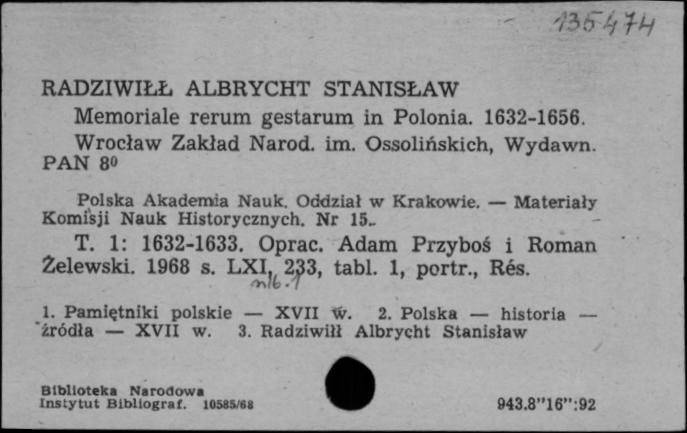 135474
RADZIWIŁŁ ALBRYCHT STANISŁAW
Memoriale rerum gestarum in Polonia. 1632-1656.
Wrocław Zakład Narod. im. Ossolińskich, Wydawn.
PAN 8⁰
Polska Akademia Nauk. Oddział w Krakowie. — Materiały
Komisji Nauk Historycznych. Nr 15.
T. 1: 1632-1633. Oprac. Adam Przyboś i Roman
Żelewski. 1968 s. LXI, 233, tabl. 1, portr., Rés.
nlb. 1
1. Pamiętniki polskie — XVII w. 2. Polska — historia —
źródła — XVII w. 3. Radziwiłł Albrycht Stanisław
Biblioteka Narodowa
Instytut Bibliograf. 10585/68
943.8"16":92